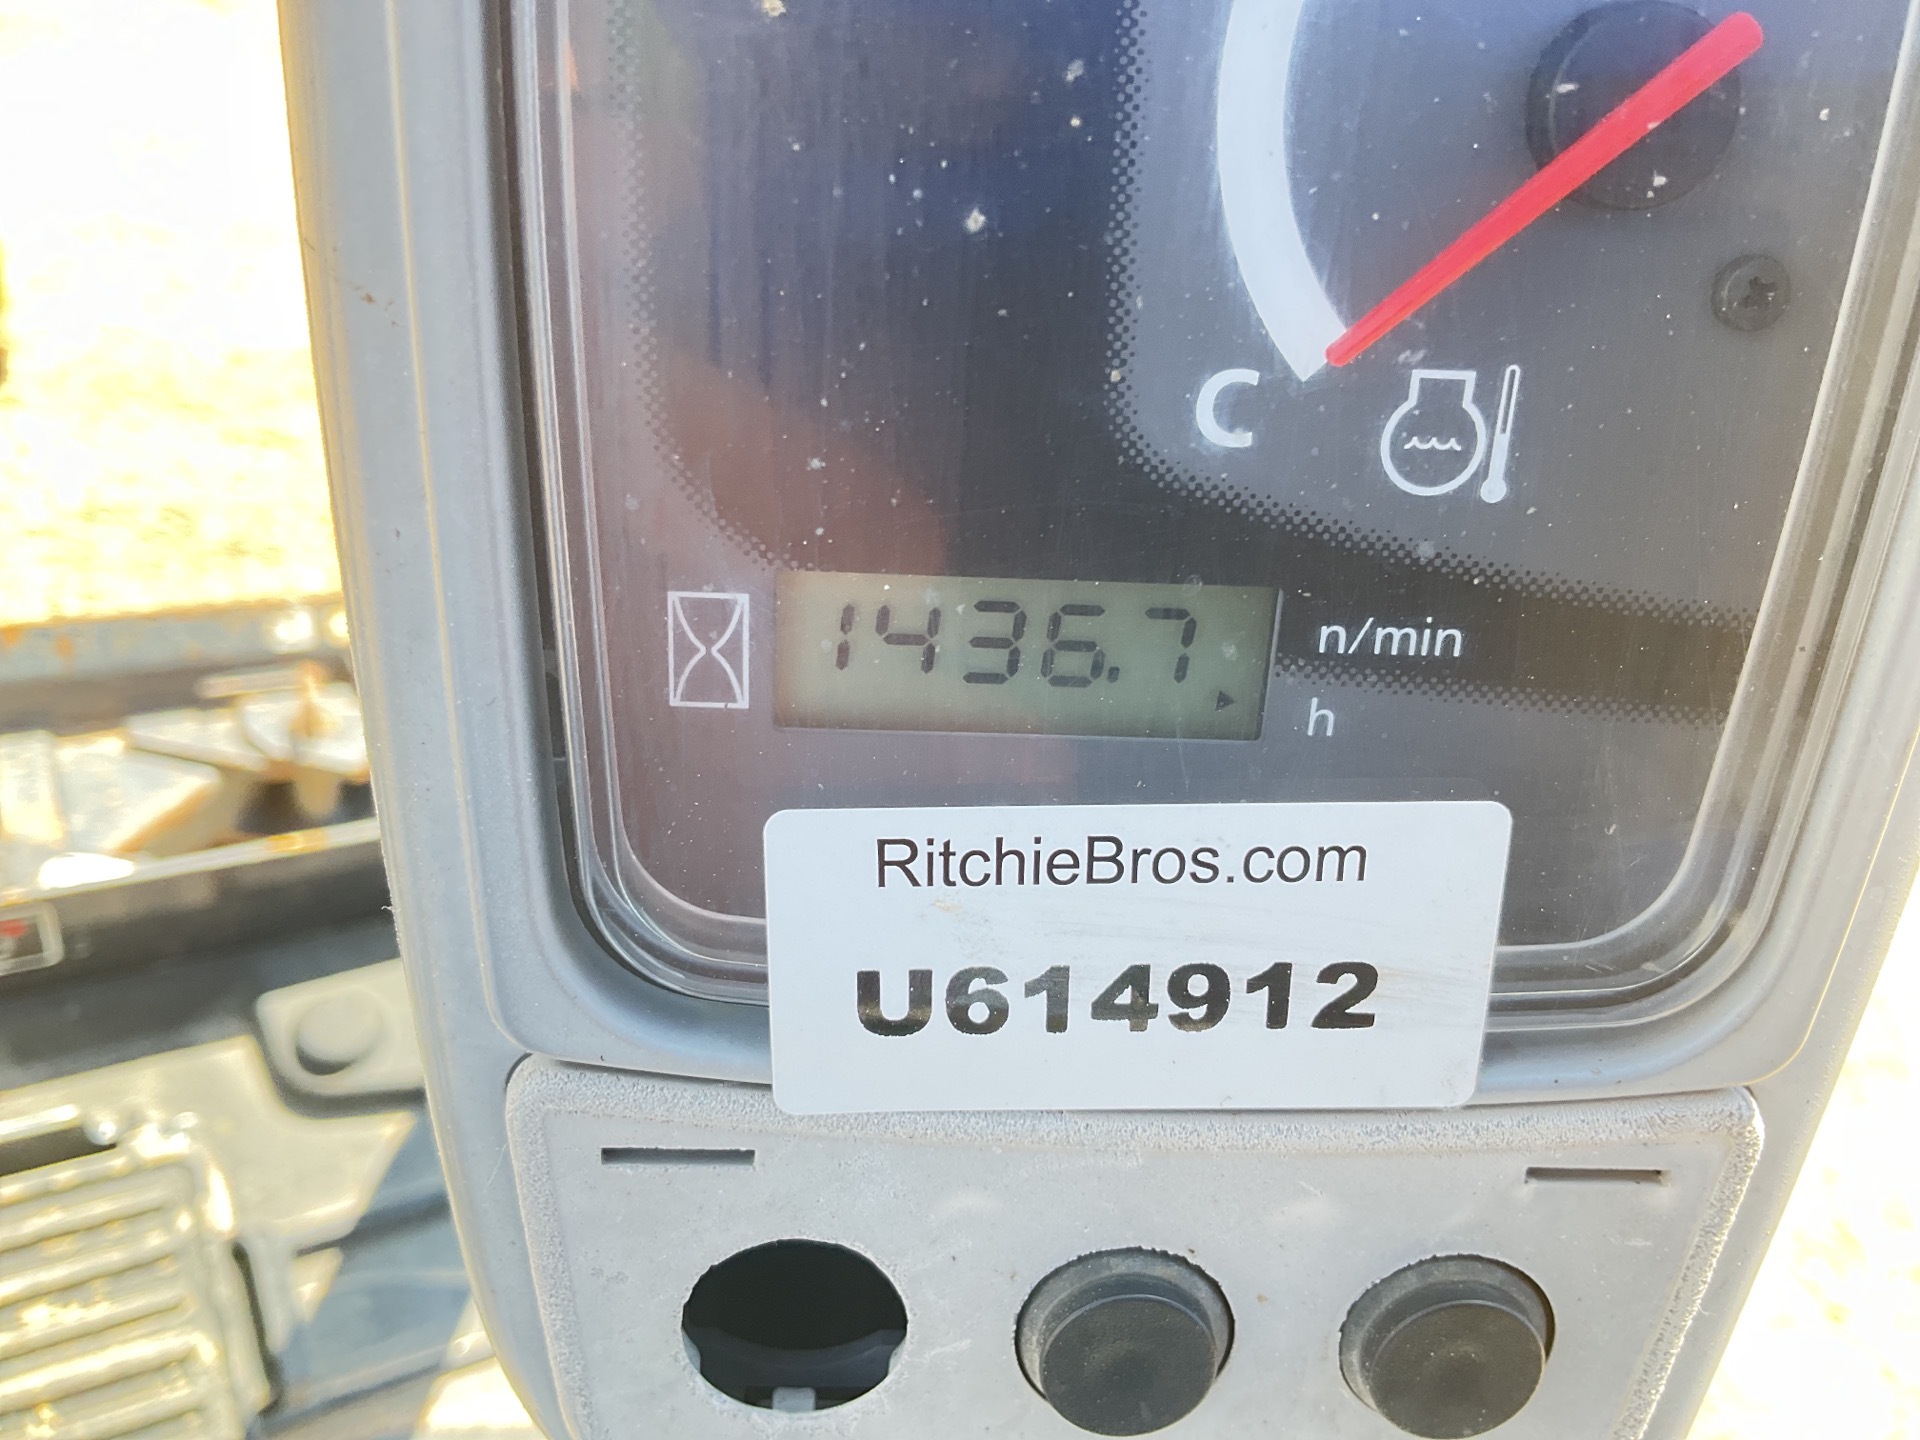 C
1436.7
n/min
h
RitchieBros.com
U614912